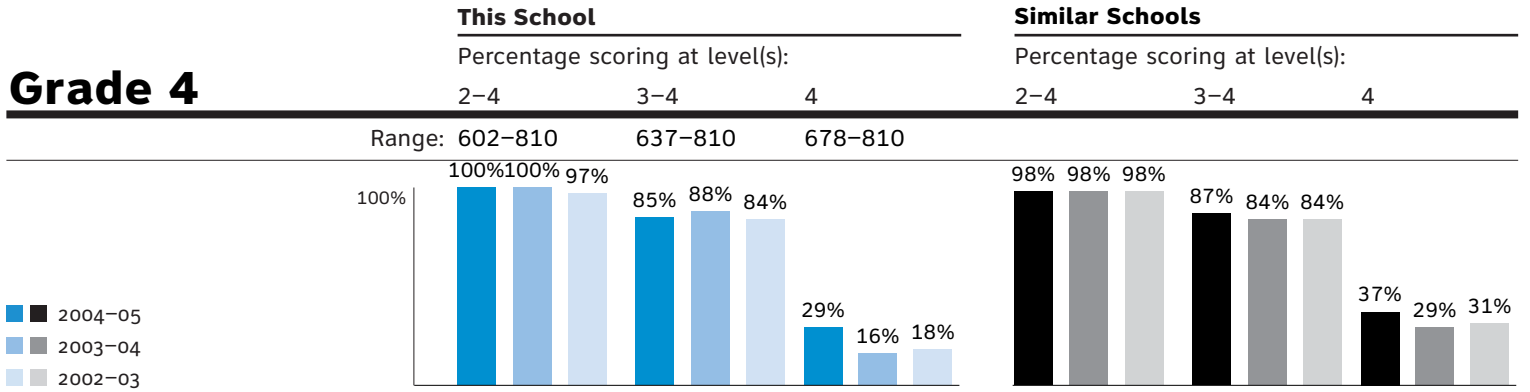 This School Similar Schools
Percentage scoring at level(s): Percentage scoring at level(s):
Grade 4 2–4 3–4 4 2–4 3–4 4
Range: 602–810 637–810 678–810
100% 100% 97% 85% 88% 84% 29% 16% 18% 98% 98% 98% 87% 84% 84% 37% 29% 31%
100%
2004–05
2003–04
2002–03